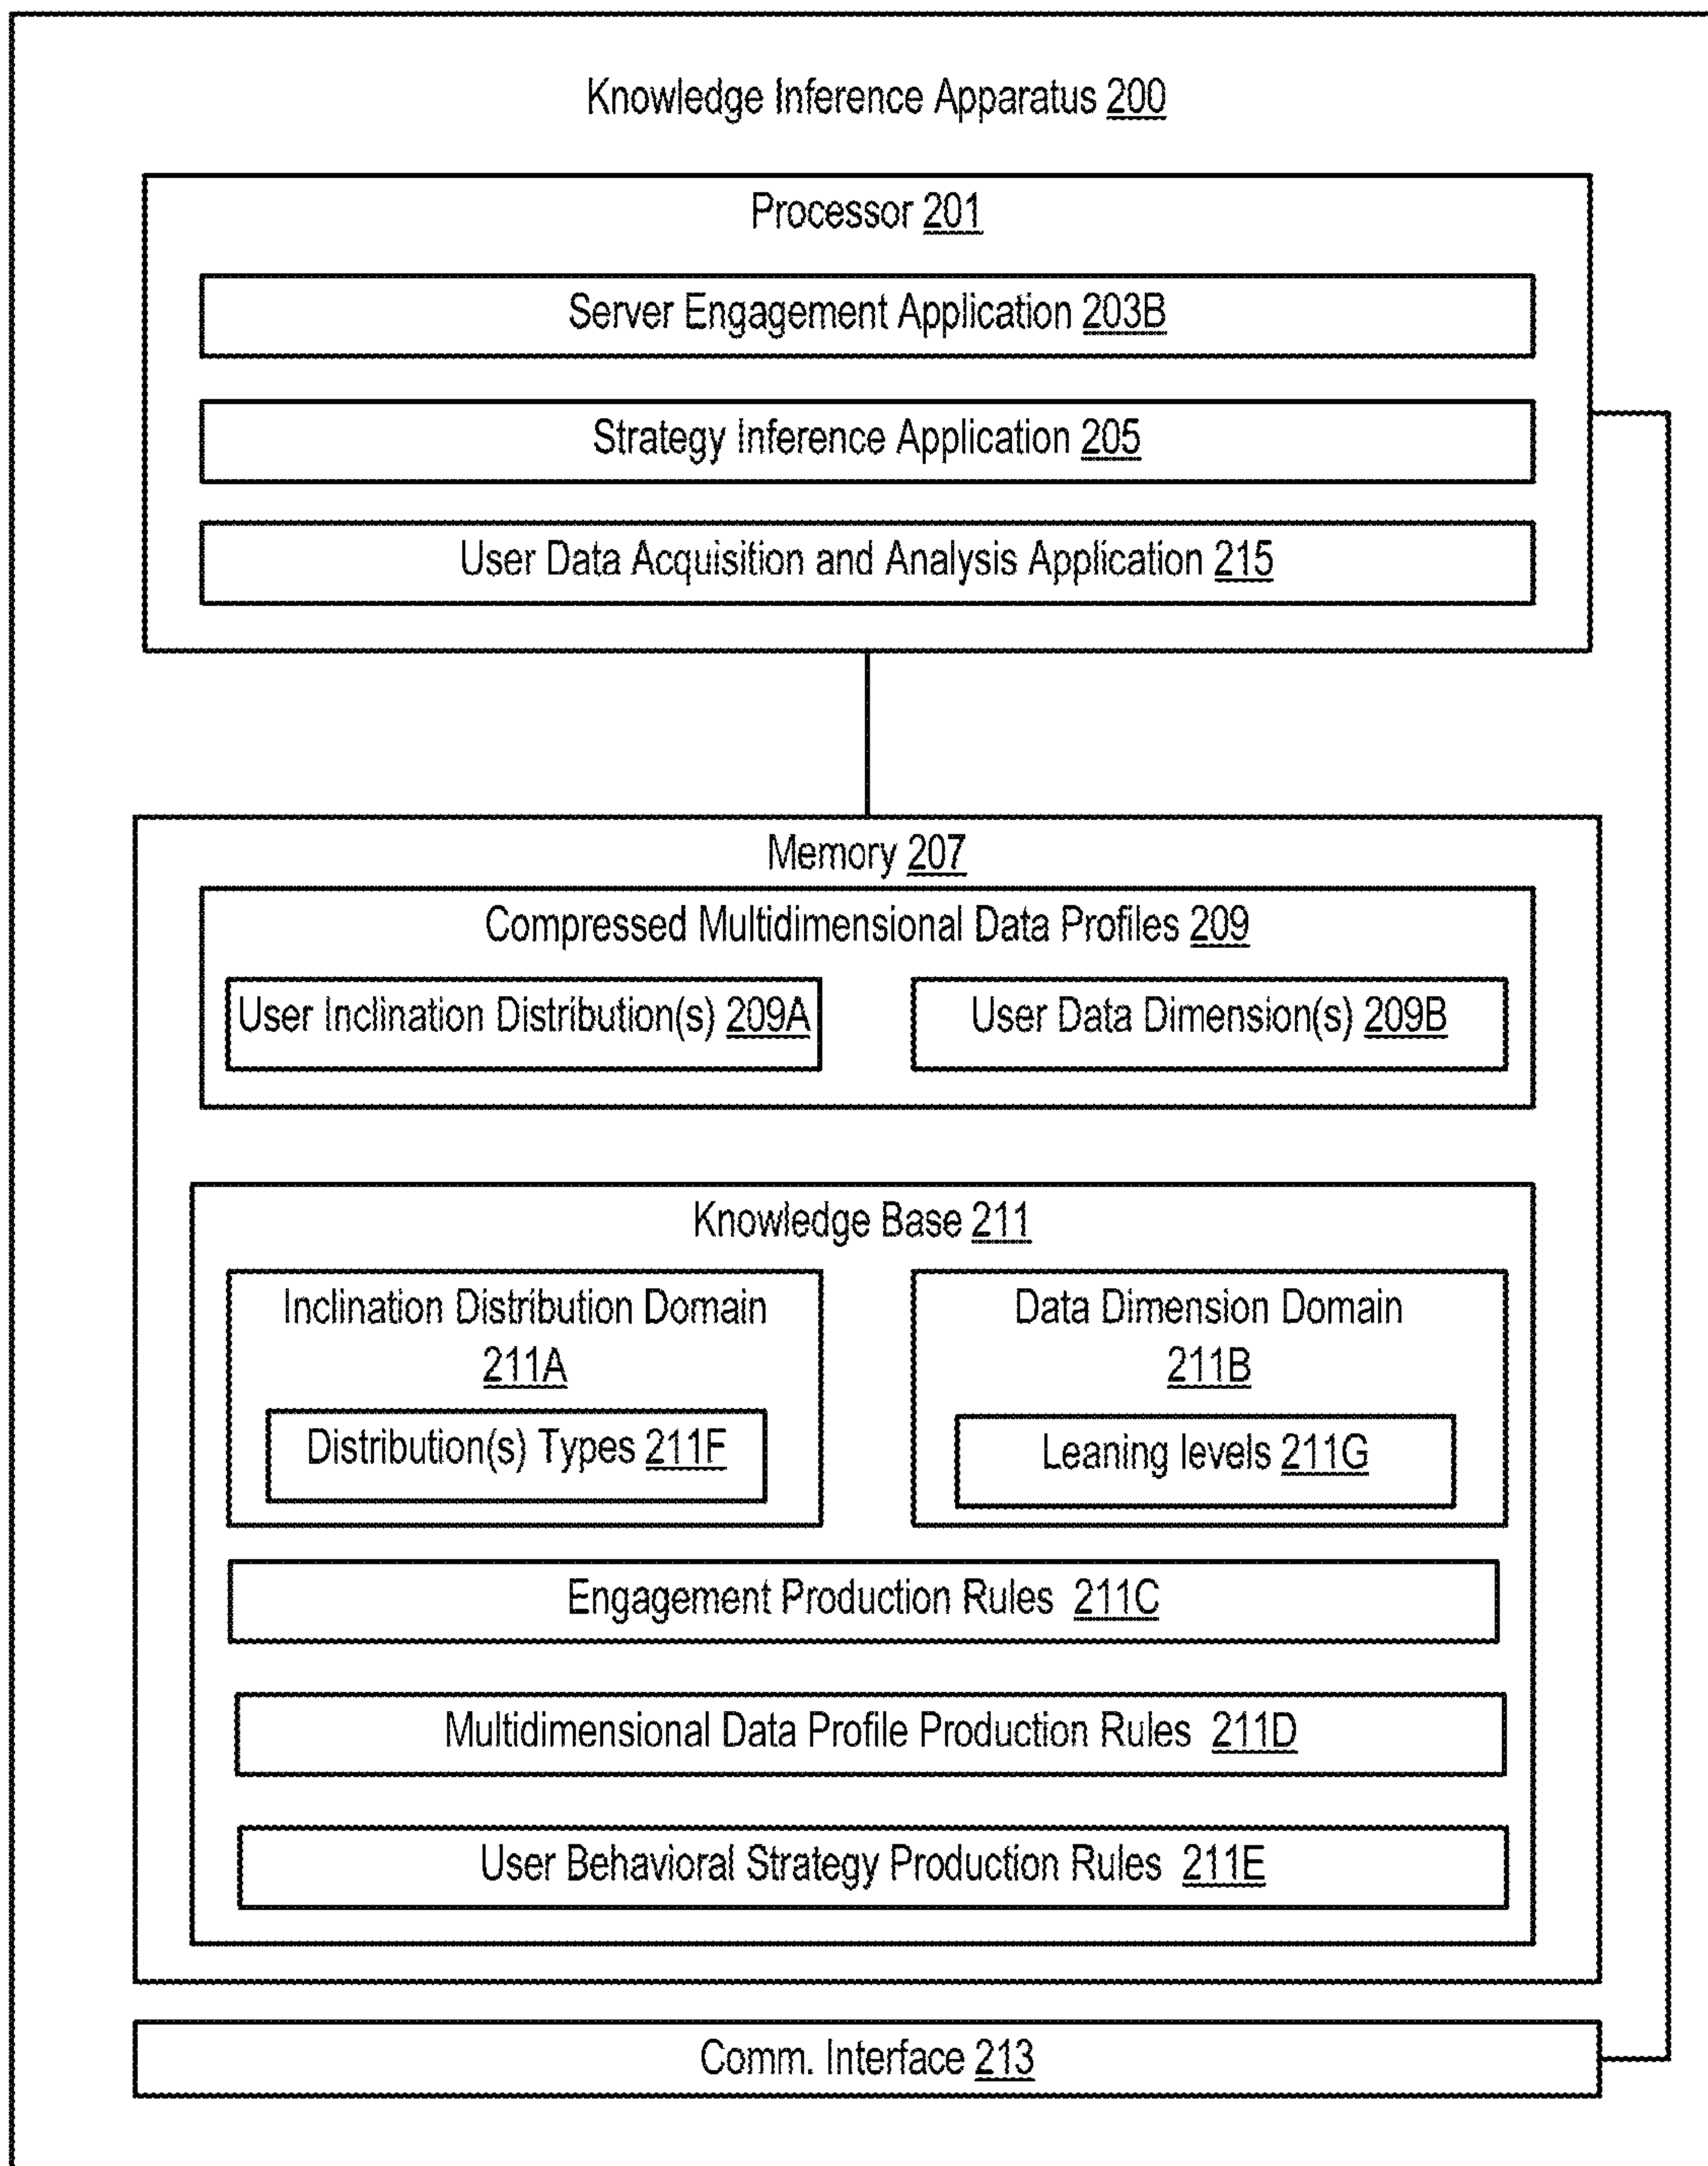 Knowledge Inference Apparatus 200
Processor 201
Server Engagement Application 203B
Strategy Inference Application 205
User Data Acquisition and Analysis Application 215
Memory 207
Compressed Multidimensional Data Profiles 209
User Inclination Distribution(s) 209A
User Data Dimension(s) 209B
Knowledge Base 211
Inclination Distribution Domain
211A
Distribution(s) Types 211F
Data Dimension Domain
211B
Leaning levels 211G
Engagement Production Rules 211C
Multidimensional Data Profile Production Rules 211D
User Behavioral Strategy Production Rules 211E
Comm. Interface 213